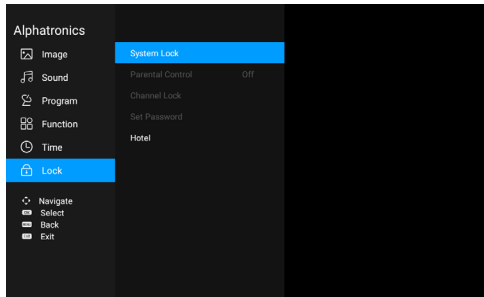 Alphatronics
Image
Sound
Program
Function
Time
Lock
Navigate
OK Select
Back
Exit
System Lock
Parental Control Off
Channel Lock
Set Password
Hotel